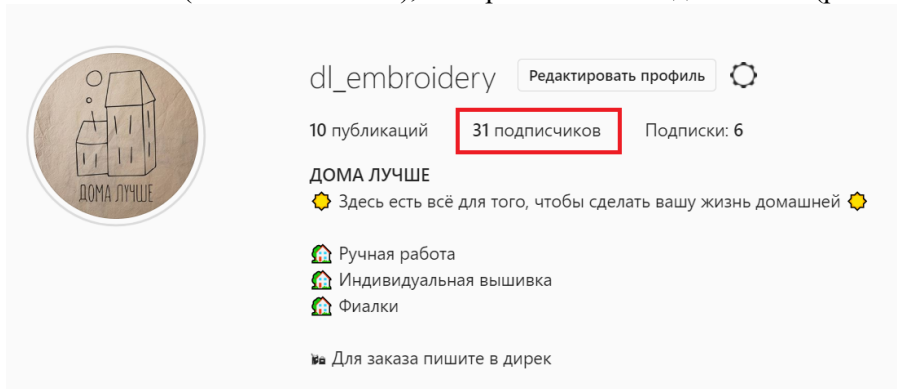 dl_embroidery Редактировать профиль
10 публикаций 31 подписчиков Подписки: 6
ДОМА ЛУЧШЕ
Здесь есть всё для того, чтобы сделать вашу жизнь домашней
Ручная работа
Индивидуальная вышивка
Фиалки
Для заказа пишите в дирек
ДОМА ЛУЧШЕ